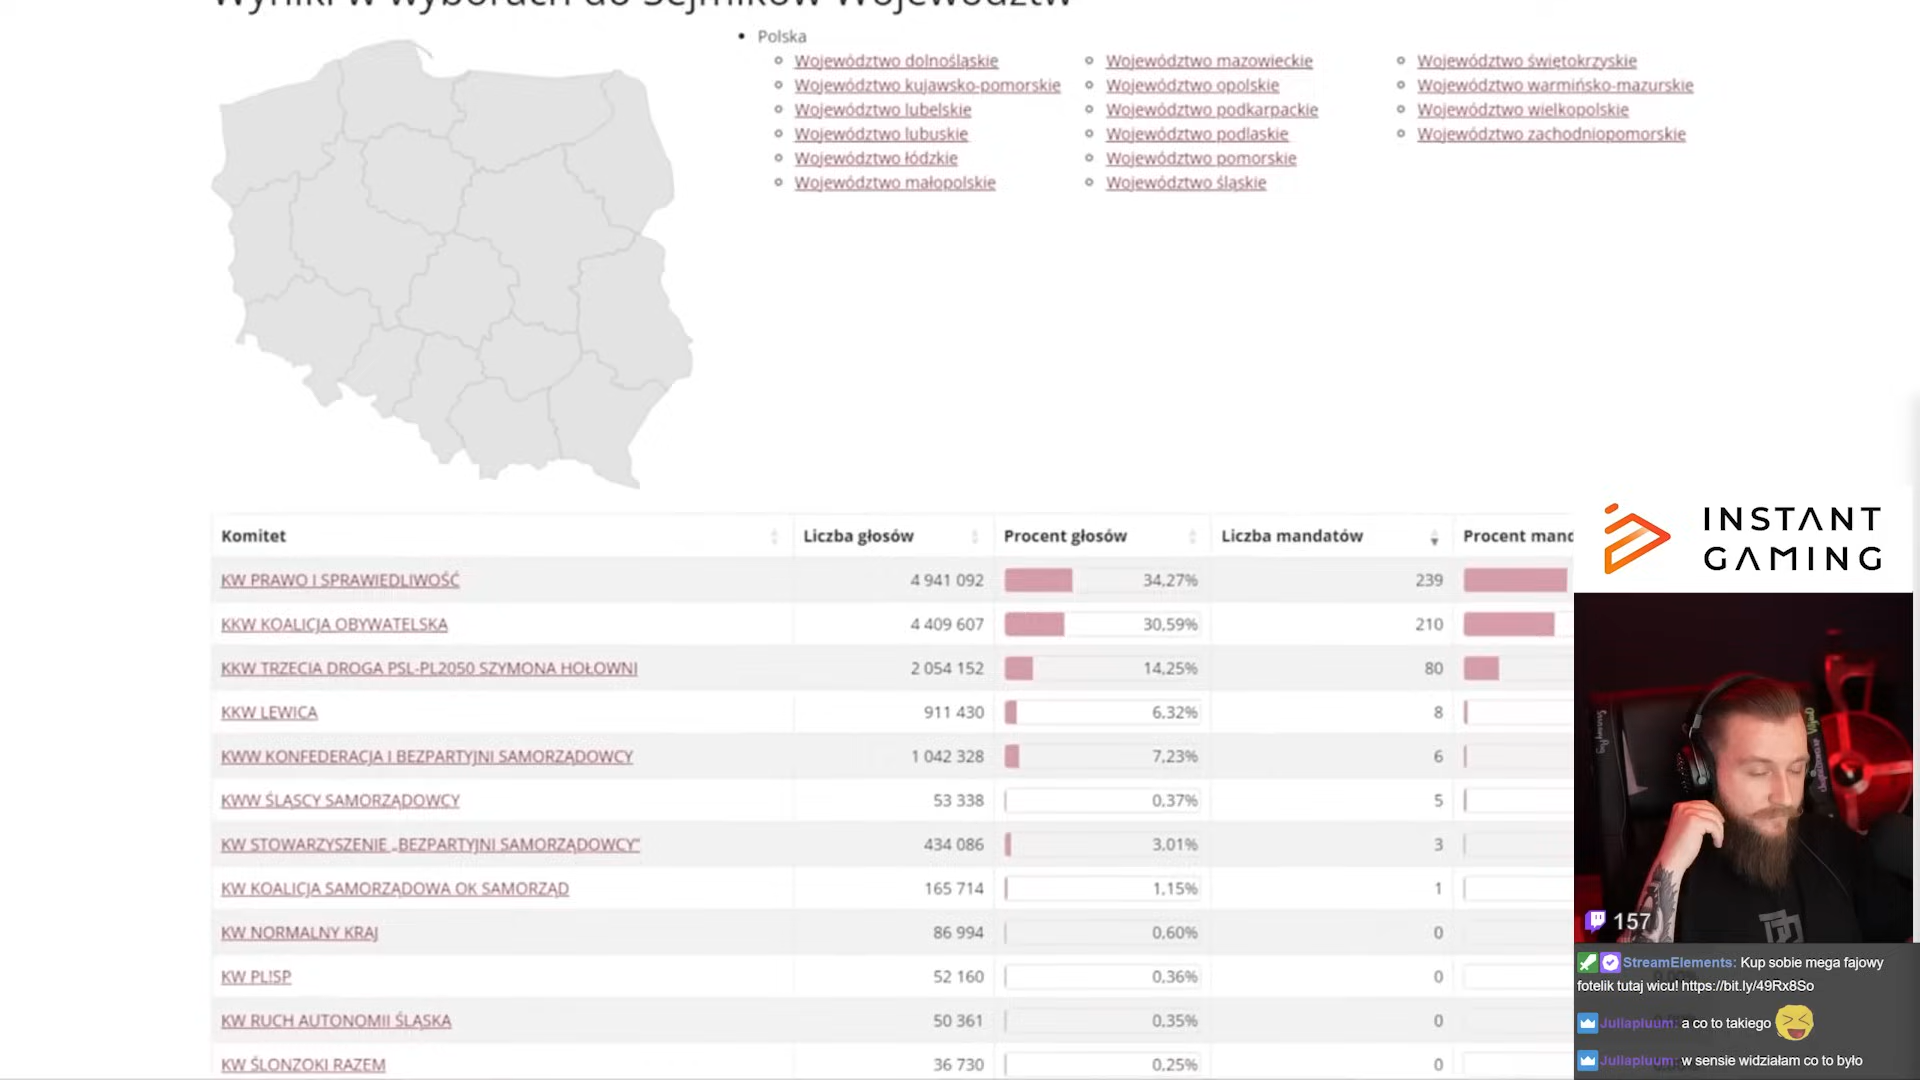 Wyniki w wyborach do Sejmików Województw
Polska
Województwo dolnośląskie
Województwo kujawsko-pomorskie
Województwo lubelskie
Województwo lubuskie
Województwo łódzkie
Województwo małopolskie
Województwo mazowieckie
Województwo opolskie
Województwo podkarpackie
Województwo podlaskie
Województwo pomorskie
Województwo śląskie
Województwo świętokrzyskie
Województwo warmińsko-mazurskie
Województwo wielkopolskie
Województwo zachodniopomorskie
Komitet Liczba głosów Procent głosów Liczba mandatów Procent mand
KW PRAWO I SPRAWIEDLIWOŚĆ 4 941 092 34,27% 239
KKW KOALICJA OBYWATELSKA 4 409 607 30,59% 210
KKW TRZECIA DROGA PSL-PL2050 SZYMONA HOŁOWNI 2 054 152 14,25% 80
KKW LEWICA 911 430 6,32% 8
KWW KONFEDERACJA I BEZPARTYJNI SAMORZĄDOWCY 1 042 328 7,23% 6
KWW ŚLĄSCY SAMORZĄDOWCY 53 338 0,37% 5
KW STOWARZYSZENIE „BEZPARTYJNI SAMORZĄDOWCY” 434 086 3,01% 3
KW KOALICJA SAMORZĄDOWA OK SAMORZĄD 165 714 1,15% 1
KW NORMALNY KRAJ 86 994 0,60% 0
KW PL!SP 52 160 0,36% 0
KW RUCH AUTONOMII ŚLĄSKA 50 361 0,35% 0
KW ŚLONZOKI RAZEM 36 730 0,25% 0
INSTANT
GAMING
157
StreamElements: Kup sobie mega fajowy
fotelik tutaj wicu! https://bit.ly/49Rx8So
Juliapluum: a co to takiego
Juliapluum: w sensie widziałam co to było